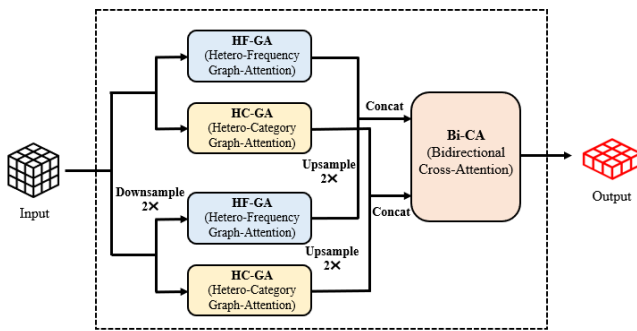 HF-GA
(Hetero-Frequency
Graph-Attention)
Concat
HC-GA
(Hetero-Category
Graph-Attention)
Bi-CA
(Bidirectional
Cross-Attention)
Upsample
2×
Input
Downsample
2×
HF-GA
(Hetero-Frequency
Graph-Attention)
Concat
Output
Upsample
2×
HC-GA
(Hetero-Category
Graph-Attention)